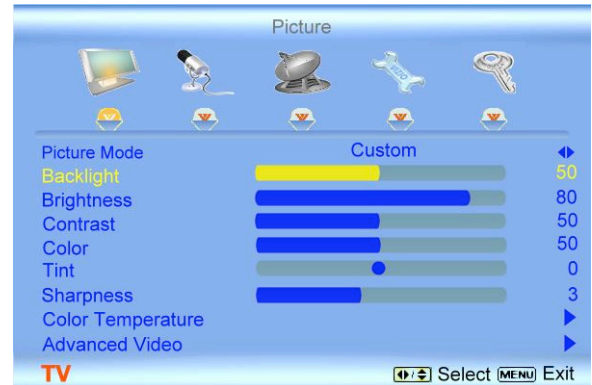 Picture
Picture Mode Custom
Backlight 50
Brightness 80
Contrast 50
Color 50
Tint 0
Sharpness 3
Color Temperature
Advanced Video
TV Select MENU Exit